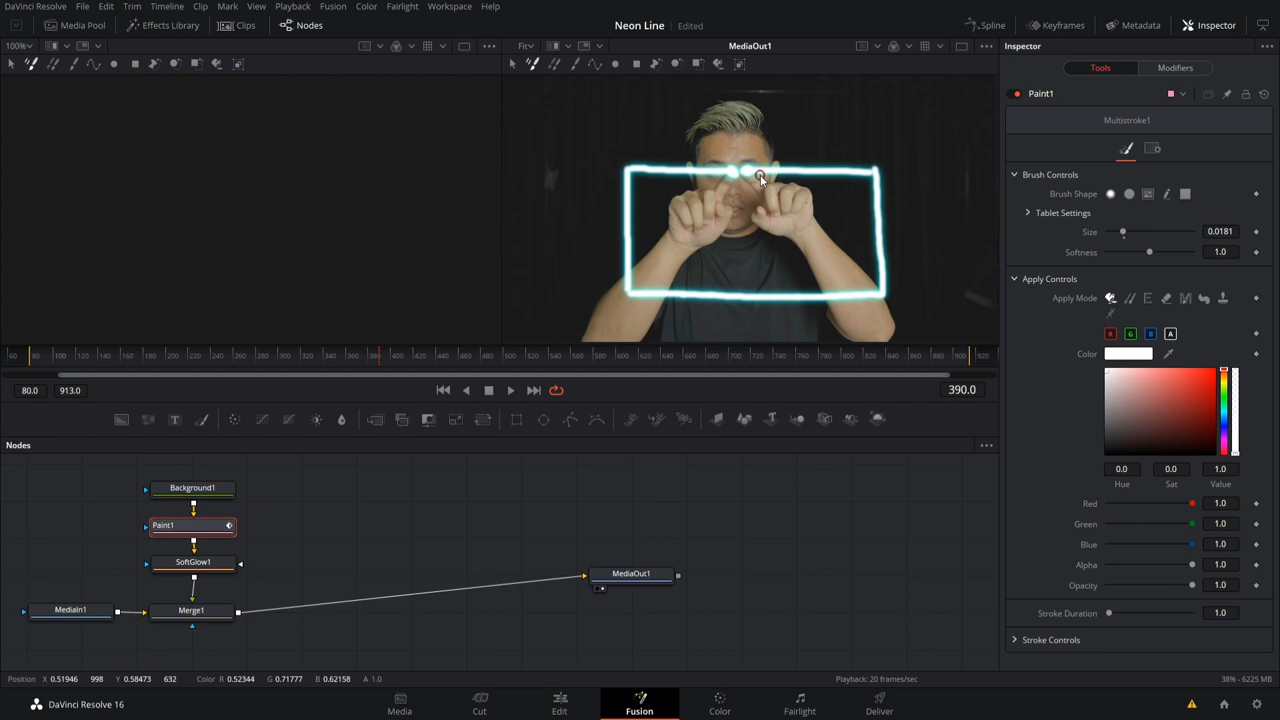 DaVinci Resolve File Edit Trim Timeline Clip Mark View Playback Fusion Color Fairlight Workspace Help
Media Pool Effects Library Clips Nodes Neon Line Edited Spline Keyframes Metadata Inspector
100% Fit MediaOut1 Inspector
Tools Modifiers
Paint1
Multistroke1
Brush Controls
Brush Shape
Tablet Settings
Size 0.0181
Softness 1.0
Apply Controls
Apply Mode
R G B A
Color
60 80 100 120 140 160 180 200 220 240 260 280 300 320 340 360 380 400 420 440 460 480 500 520 540 560 580 600 620 640 660 680 700 720 740 760 780 800 820 840 860 880 900 920
80.0 913.0 390.0
Nodes
0.0 0.0 1.0
Hue Sat Value
Red 1.0
Green 1.0
Blue 1.0
Alpha 1.0
Opacity 1.0
Stroke Duration 1.0
Stroke Controls
Background1
Paint1
SoftGlow1
MediaOut1
MediaIn1 Merge1
Position X 0.51946 998 Y 0.58473 632 Color R 0.52344 G 0.71777 B 0.62158 A 1.0 Playback: 20 frames/sec 38% - 6225 MB
DaVinci Resolve 16 Media Cut Edit Fusion Color Fairlight Deliver